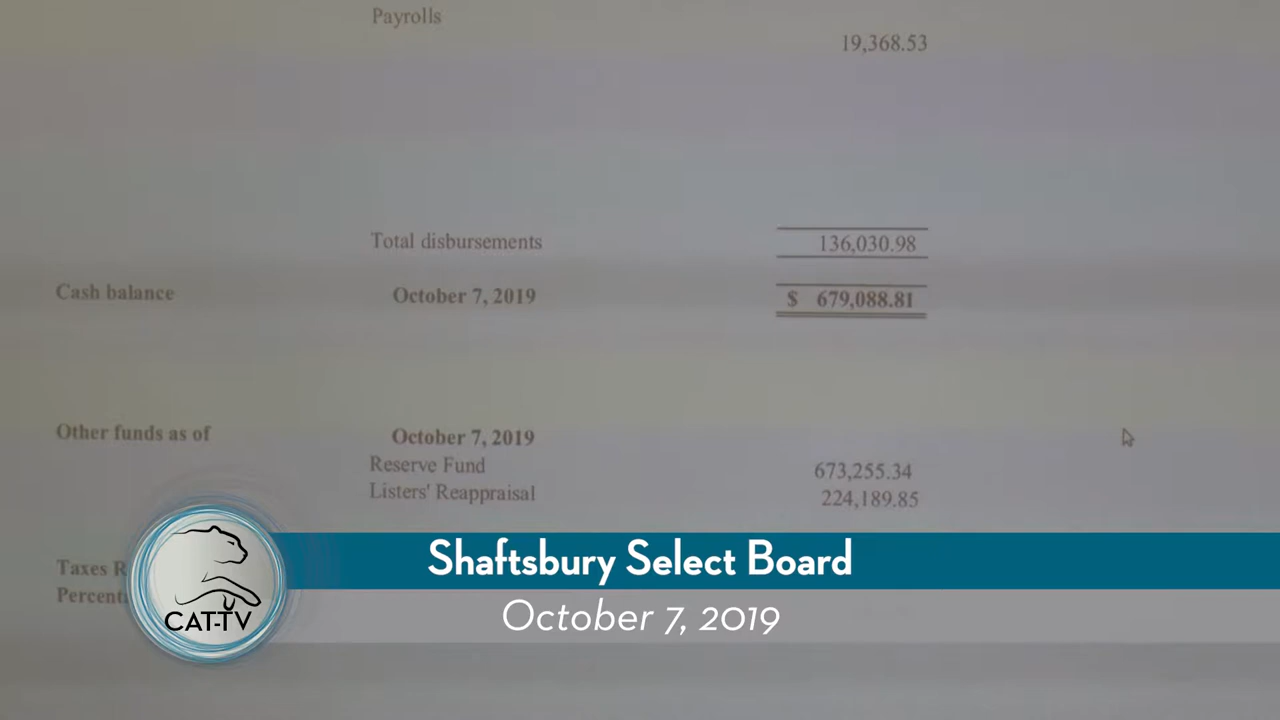 Payrolls
19,368.53
Total disbursements 136,030.98
Cash balance October 7, 2019 $ 679,088.81
Other funds as of October 7, 2019
Reserve Fund 673,255.34
Listers' Reappraisal 224,189.85
Shaftsbury Select Board
Taxes
October 7, 2019
CAT-TV